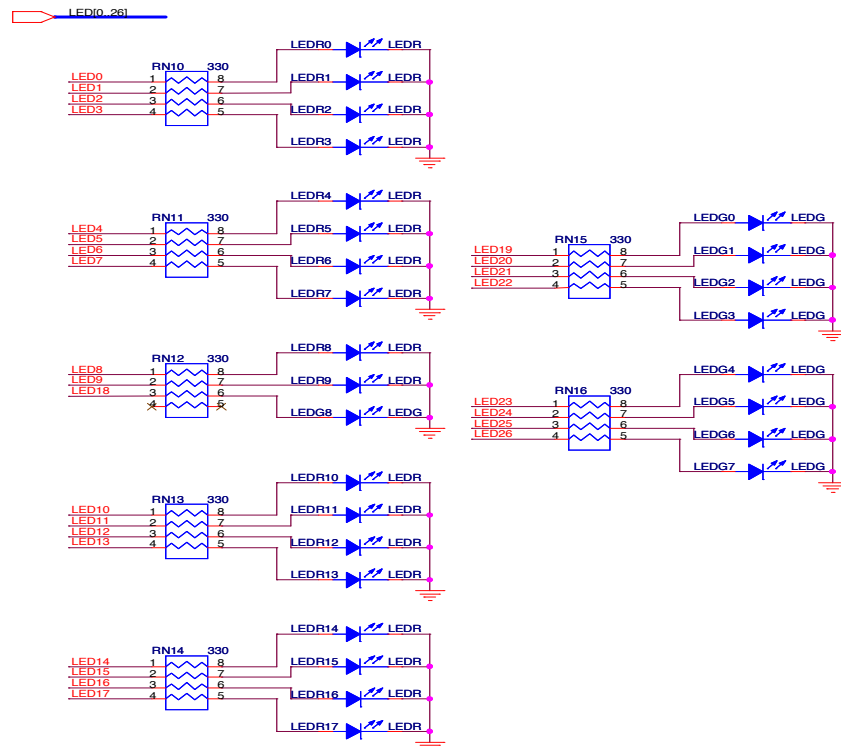 LED[0..26]
RN10 330
LED0 1 8 LEDR0 LEDR
LED1 2 7 LEDR1 LEDR
LED2 3 6 LEDR2 LEDR
LED3 4 5 LEDR3 LEDR
RN11 330
LED4 1 8 LEDR4 LEDR
LED5 2 7 LEDR5 LEDR
LED6 3 6 LEDR6 LEDR
LED7 4 5 LEDR7 LEDR
RN12 330
LED8 1 8 LEDR8 LEDR
LED9 2 7 LEDR9 LEDR
LED18 3 6 LEDG8 LEDG
4 5
RN13 330
LED10 1 8 LEDR10 LEDR
LED11 2 7 LEDR11 LEDR
LED12 3 6 LEDR12 LEDR
LED13 4 5 LEDR13 LEDR
RN14 330
LED14 1 8 LEDR14 LEDR
LED15 2 7 LEDR15 LEDR
LED16 3 6 LEDR16 LEDR
LED17 4 5 LEDR17 LEDR
RN15 330
LED19 1 8 LEDG0 LEDG
LED20 2 7 LEDG1 LEDG
LED21 3 6 LEDG2 LEDG
LED22 4 5 LEDG3 LEDG
RN16 330
LED23 1 8 LEDG4 LEDG
LED24 2 7 LEDG5 LEDG
LED25 3 6 LEDG6 LEDG
LED26 4 5 LEDG7 LEDG